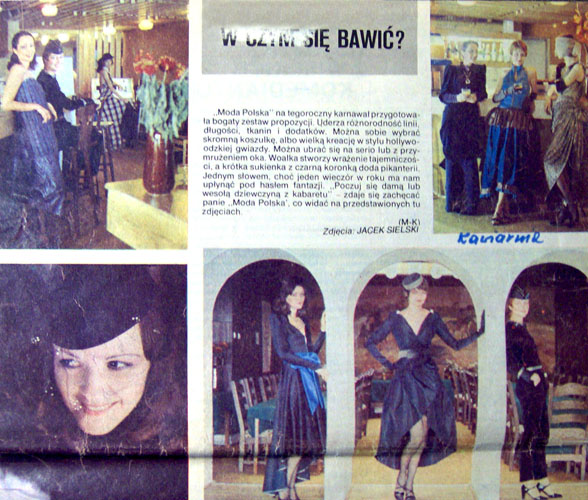 W CZYM SIĘ BAWIĆ?
„Moda Polska" na tegoroczny karnawał przygotowa-
ła bogaty zestaw propozycji. Uderza różnorodność linii,
długości, tkanin i dodatków. Można sobie wybrać
skromną koszulkę, albo wielką kreację w stylu hollywo-
odzkiej gwiazdy. Można ubrać się na serio lub z przy-
mrużeniem oka. Woalka stworzy wrażenie tajemniczoś-
ci, a krótka sukienka z czarną koronką doda pikanterii.
Jednym słowem, choć jeden wieczór w roku ma nam
upłynąć pod hasłem fantazji. „Poczuj się damą lub
wesołą dziewczyną z kabaretu" – zdaje się zachęcać
panie „Moda Polska', co widać na przedstawionych tu
zdjęciach.
(M-K)
Zdjęcia: JACEK SIELSKI